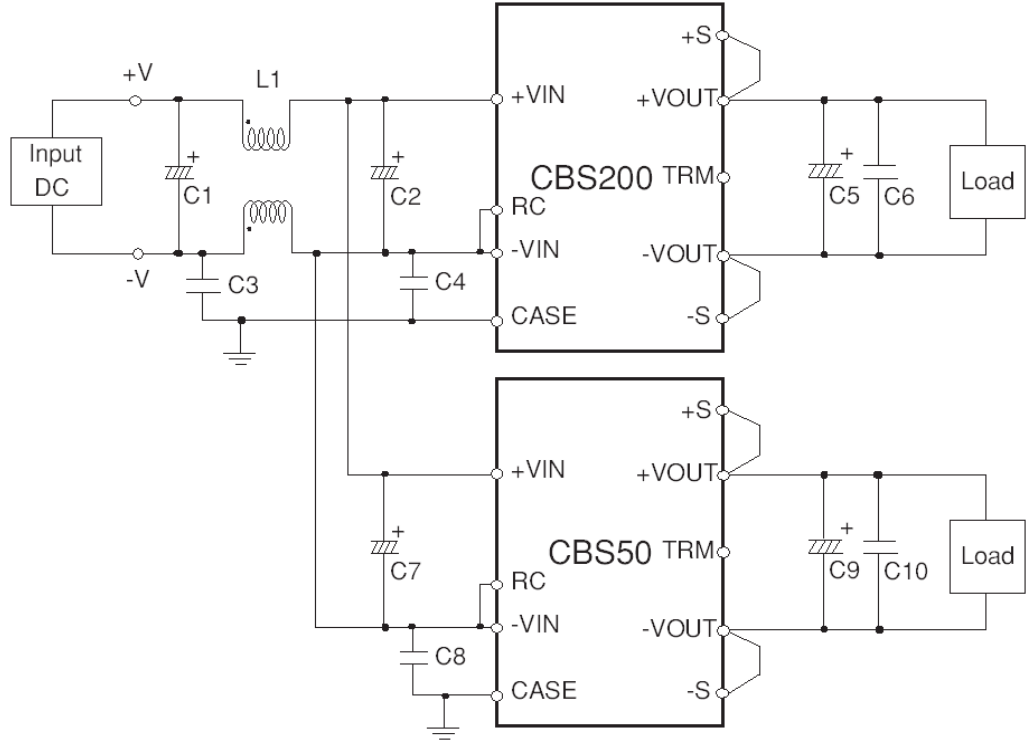 +S
+V
L1
+VIN
+VOUT
Input
DC
+
C1
+
C2
CBS200
TRM
+
C5
C6
Load
RC
-VIN
-VOUT
-V
C3
C4
CASE
-S
+S
+VIN
+VOUT
+
C7
CBS50
TRM
+
C9
C10
Load
RC
-VIN
-VOUT
C8
CASE
-S